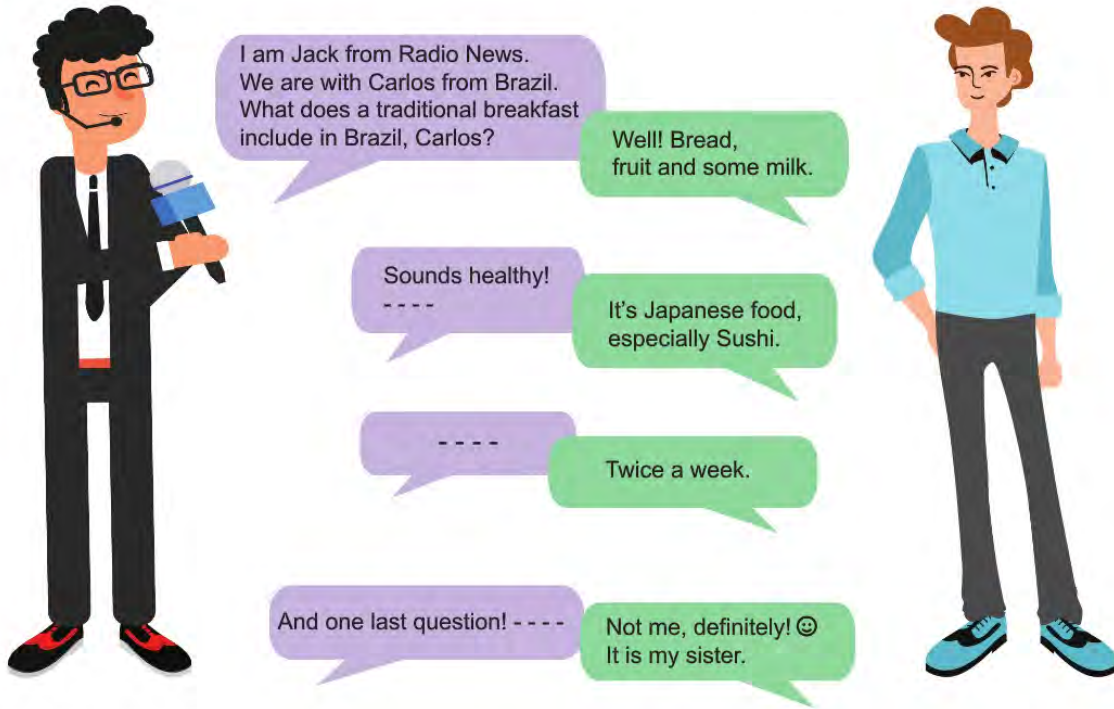 I am Jack from Radio News.
We are with Carlos from Brazil.
What does a traditional breakfast
include in Brazil, Carlos?
Well! Bread,
fruit and some milk.
Sounds healthy!
- - - -
It's Japanese food,
especially Sushi.
- - - -
Twice a week.
And one last question! - - - -
Not me, definitely! ☺
It is my sister.